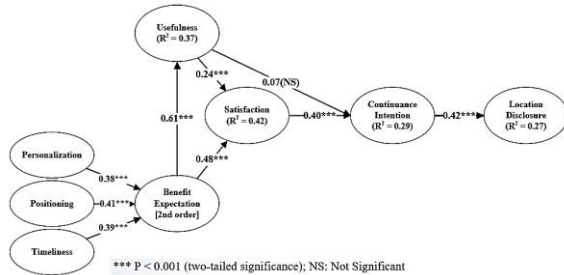 Usefulness
(R² = 0.37)
0.24***
0.07(NS)
Satisfaction
(R² = 0.42)
0.40***
Continuance
Intention
(R² = 0.29)
0.42***
Location
Disclosure
(R² = 0.27)
0.61***
0.48***
Personalization
0.38***
Positioning
0.41***
Benefit
Expectation
[2nd order]
0.39***
Timeliness
*** P < 0.001 (two-tailed significance); NS: Not Significant